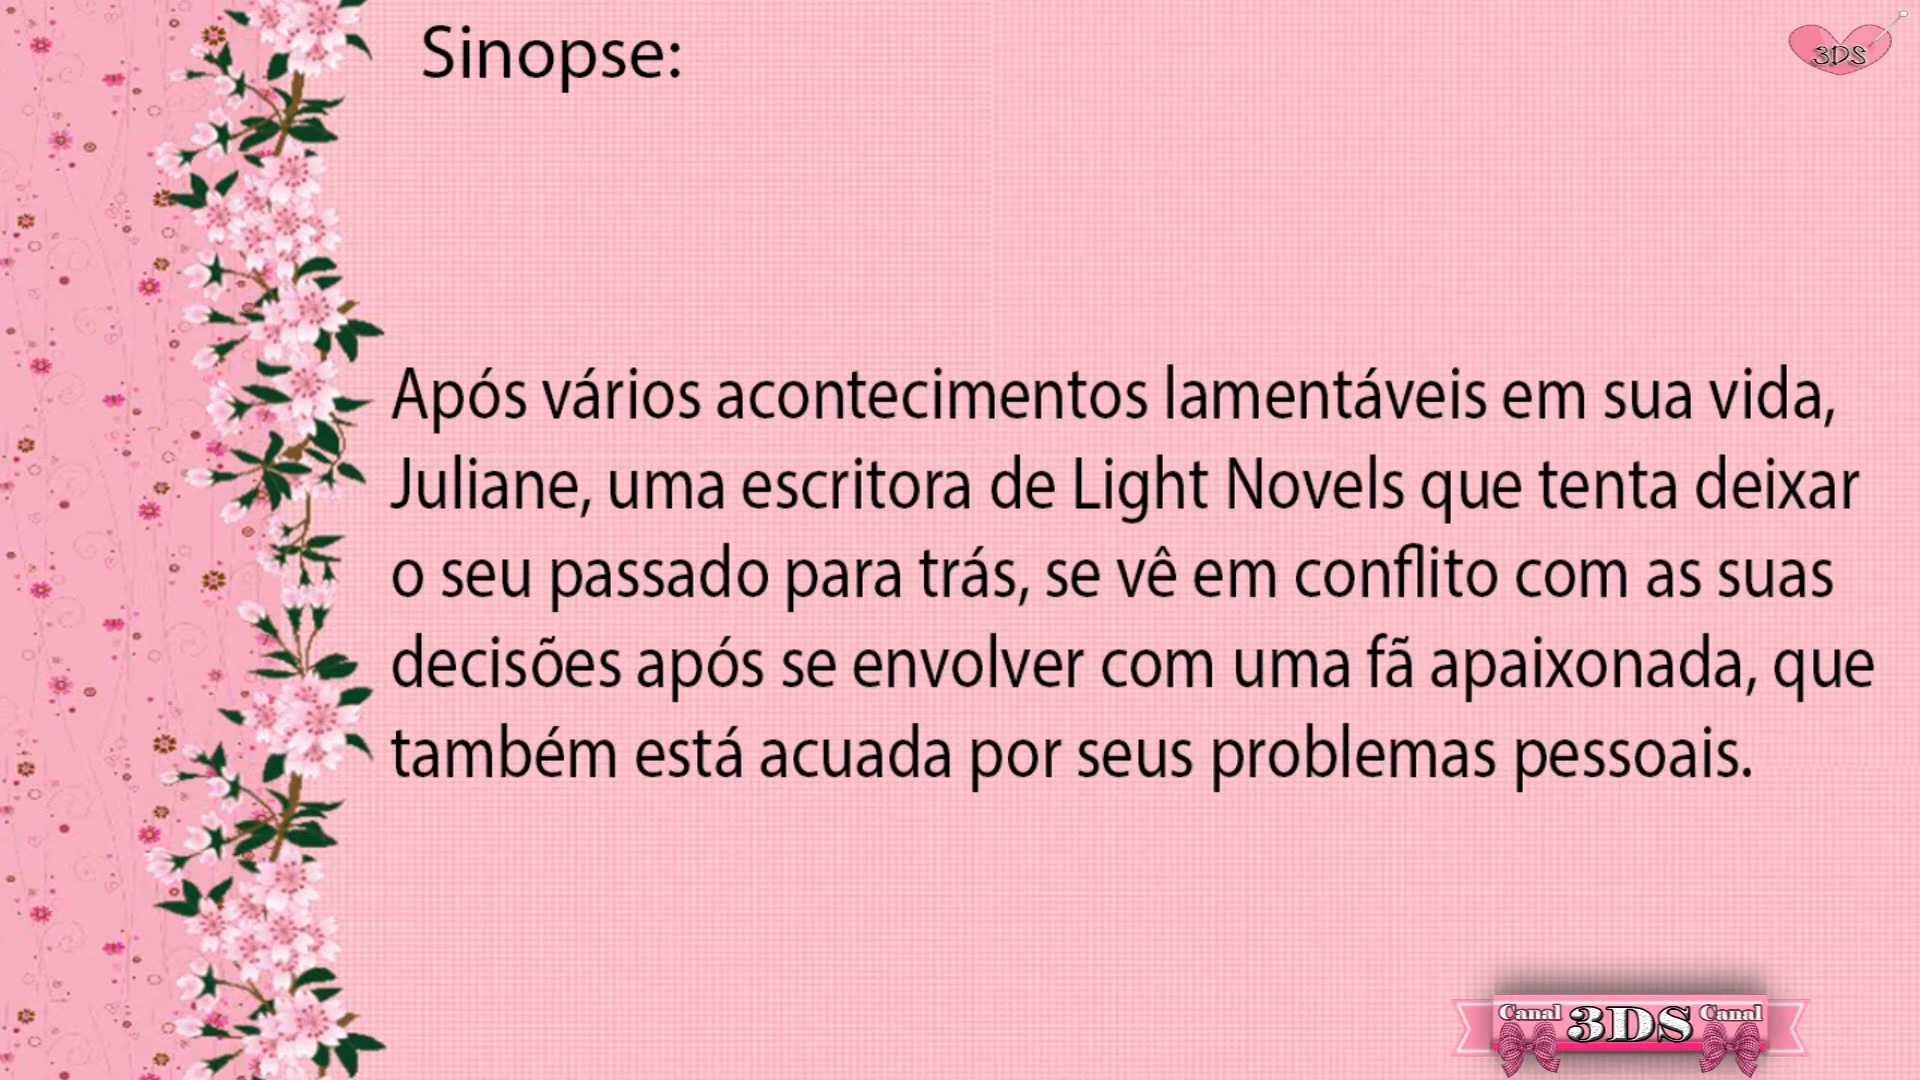 Sinopse:
3DS
Após vários acontecimentos lamentáveis em sua vida,
Juliane, uma escritora de Light Novels que tenta deixar
o seu passado para trás, se vê em conflito com as suas
decisões após se envolver com uma fã apaixonada, que
também está acuada por seus problemas pessoais.
Canal 3DS Canal